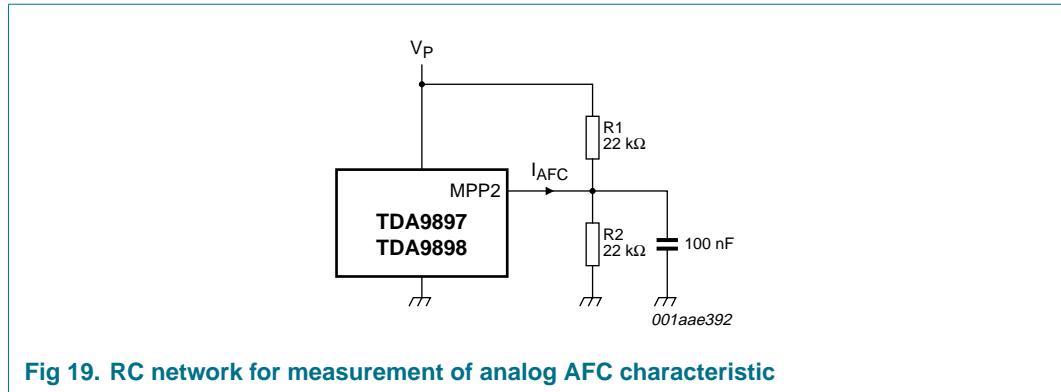 VP
R1
22 kΩ
IAFC
MPP2
TDA9897
TDA9898
R2
22 kΩ
100 nF
001aae392
Fig 19. RC network for measurement of analog AFC characteristic